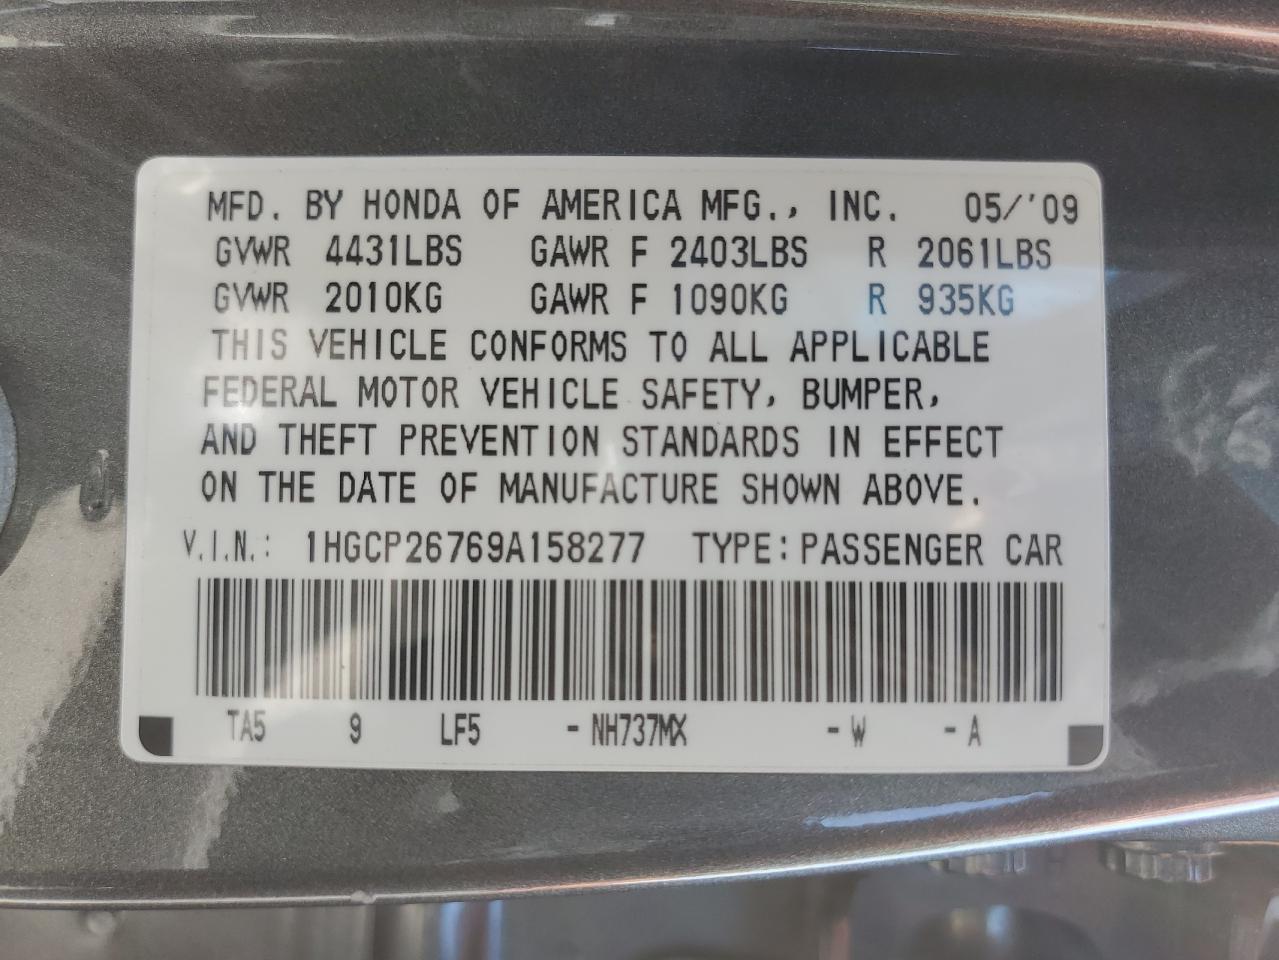 MFD. BY HONDA OF AMERICA MFG., INC. 05/'09
GVWR 4431LBS GAWR F 2403LBS R 2061LBS
GVWR 2010KG GAWR F 1090KG R 935KG
THIS VEHICLE CONFORMS TO ALL APPLICABLE
FEDERAL MOTOR VEHICLE SAFETY, BUMPER,
AND THEFT PREVENTION STANDARDS IN EFFECT
ON THE DATE OF MANUFACTURE SHOWN ABOVE.
V.I.N.: 1HGCP26769A158277 TYPE: PASSENGER CAR
TA5 9 LF5 -NH737MX -W -A